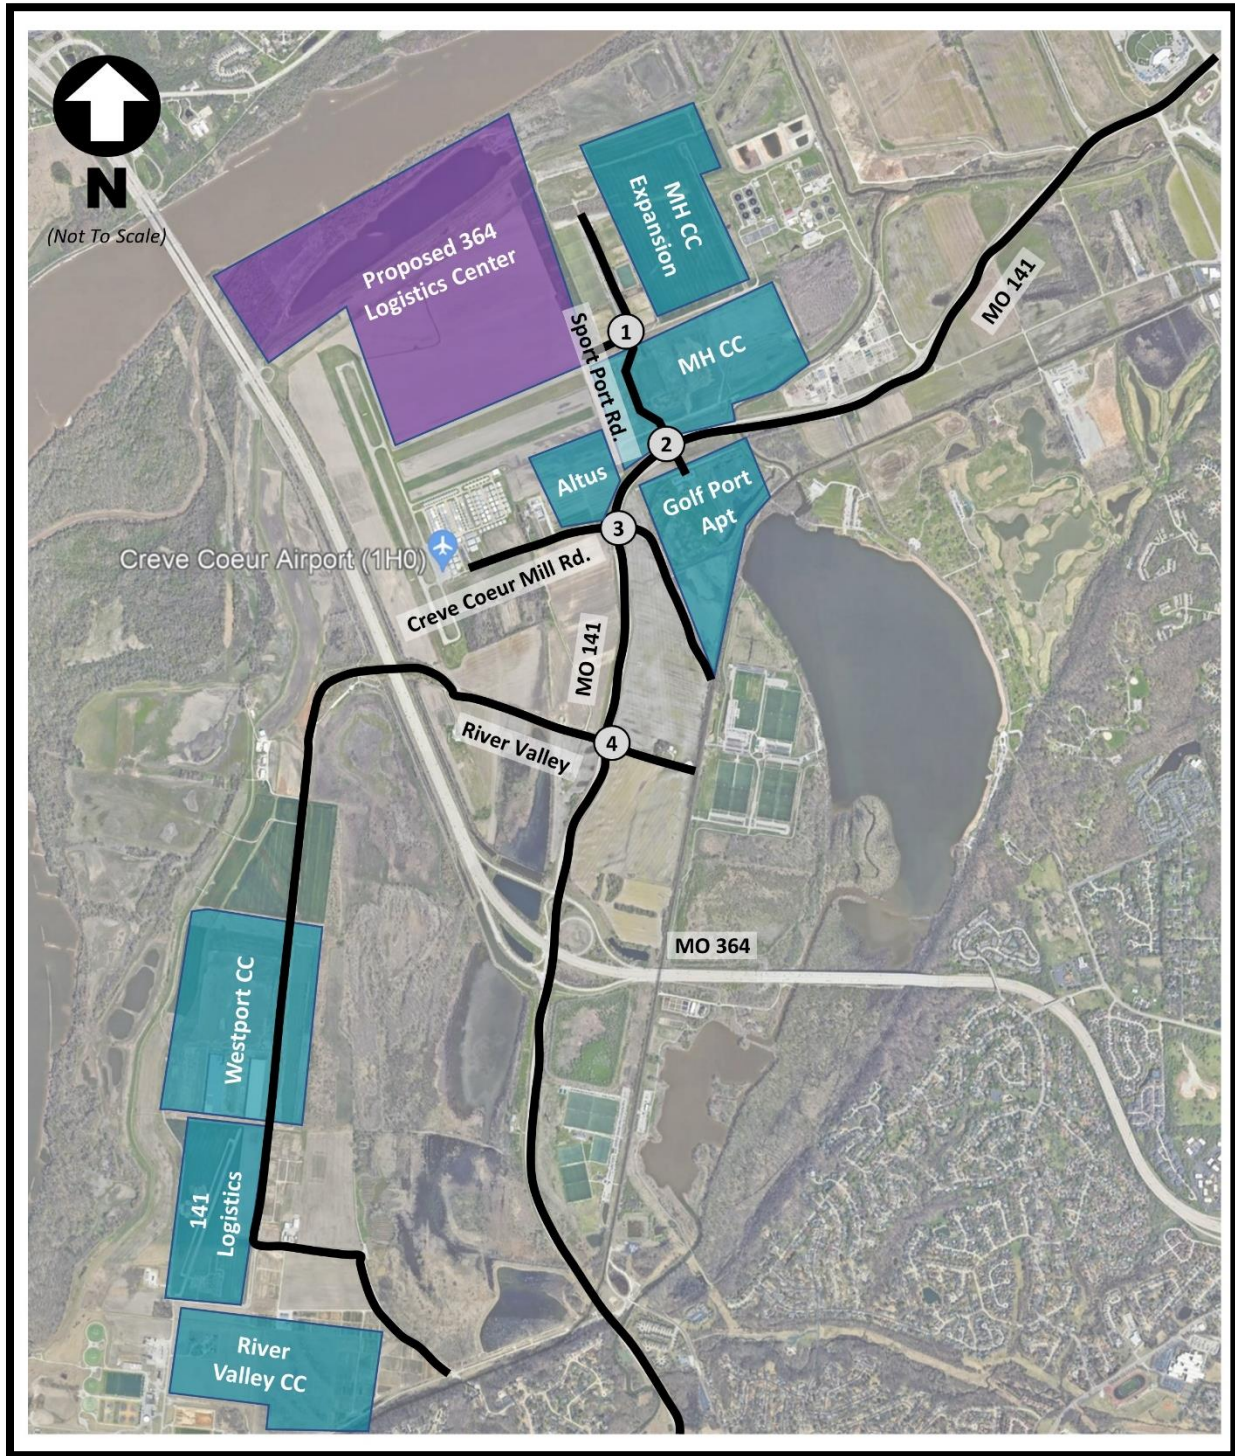 N
(Not To Scale)
Proposed 364
Logistics Center
MH CC
Expansion
MO 141
1
Sport Port Rd.
MH CC
2
Altus
Golf Port
Apt
3
Creve Coeur Airport (1H0)
Creve Coeur Mill Rd.
MO 141
River Valley
4
MO 364
Westport CC
141
Logistics
River
Valley CC